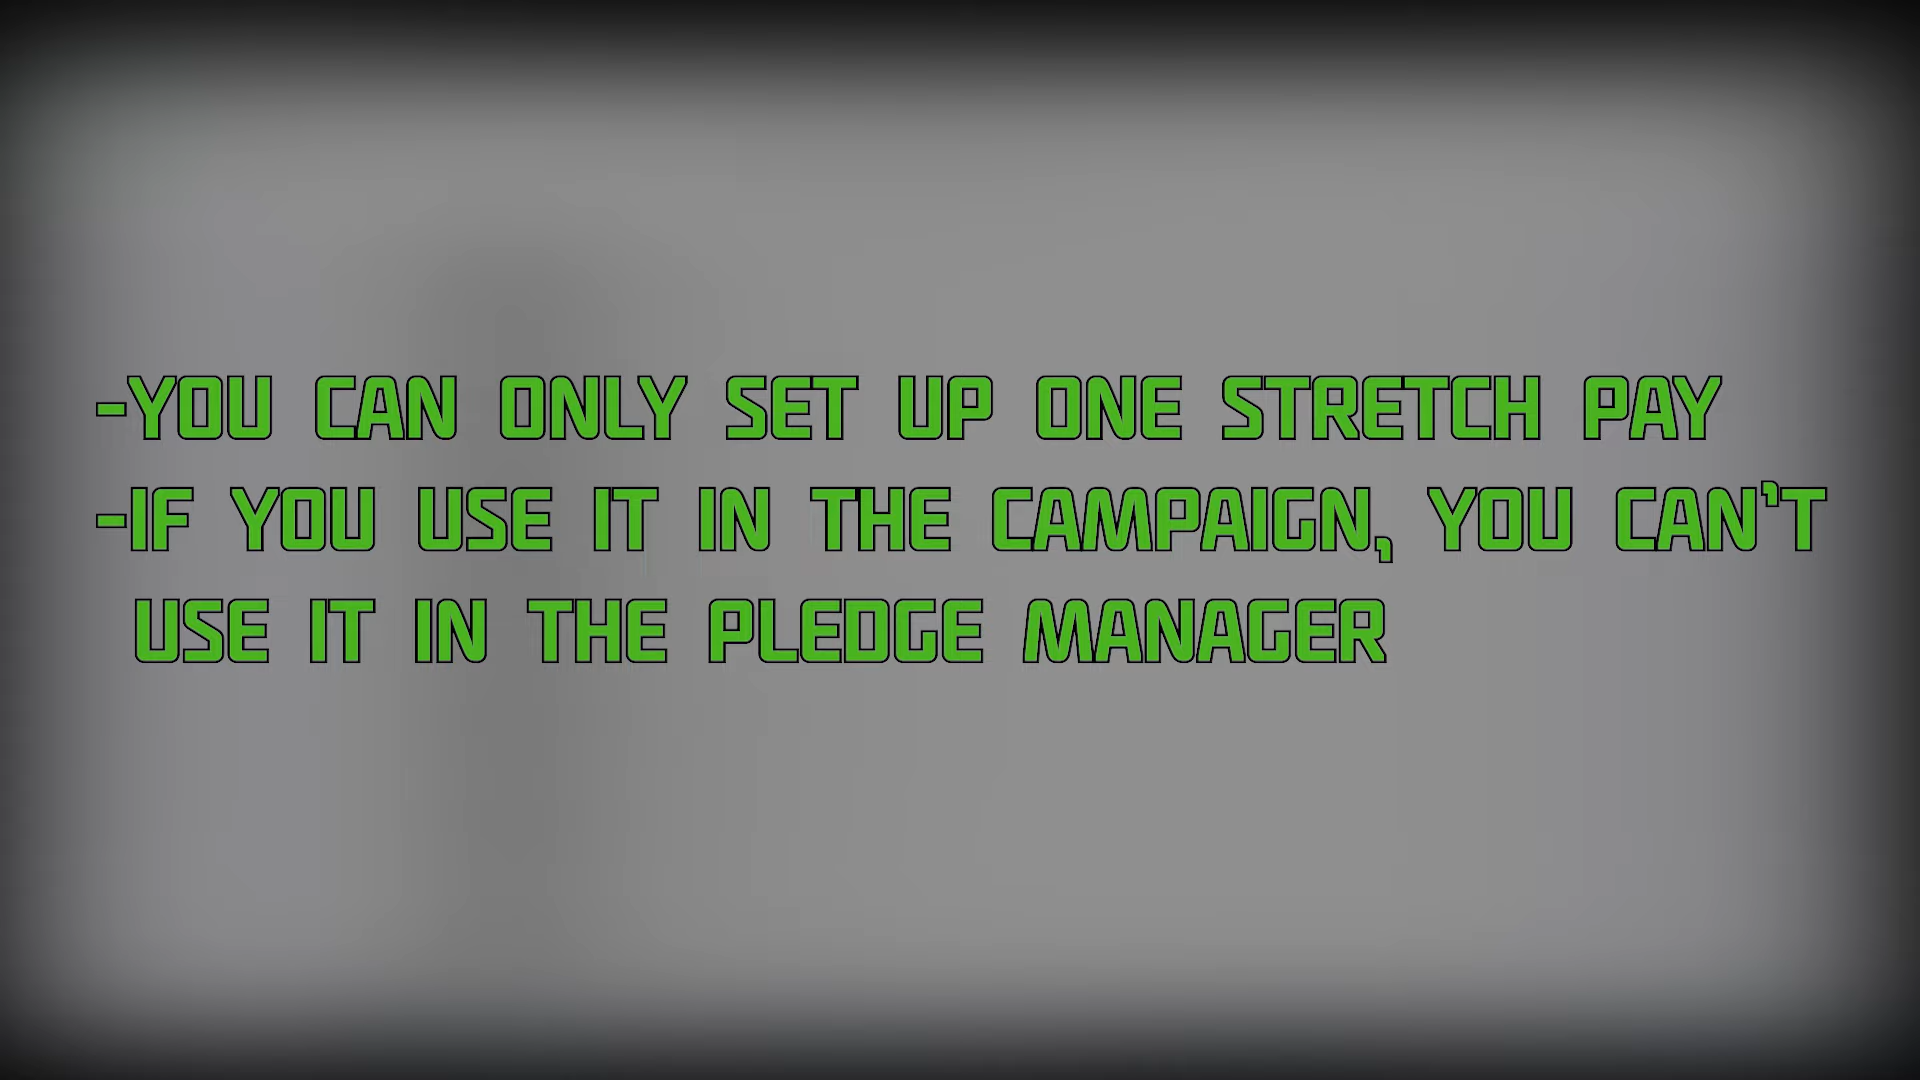 -YOU CAN ONLY SET UP ONE STRETCH PAY
-IF YOU USE IT IN THE CAMPAIGN, YOU CAN'T
USE IT IN THE PLEDGE MANAGER